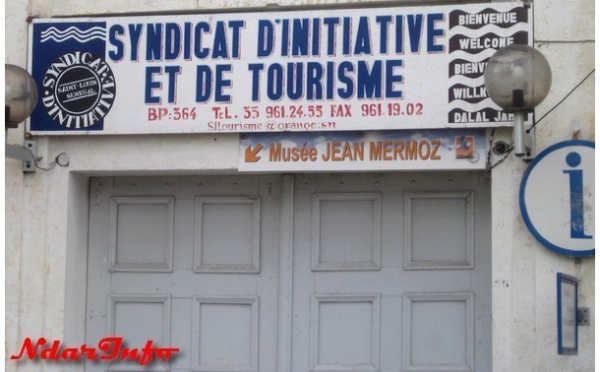 SYNDICAT D'INITIATIVE
ET DE TOURISME
BP:364 TEL. 33 961.24.55 FAX 961.19.02
Sitourisme@orange.sn
SYNDICAT D'INITIATIVE
SAINT-LOUIS
SENEGAL
BIENVENUE
WELCOME
DALAL
Musée JEAN MERMOZ
i
NdarInfo